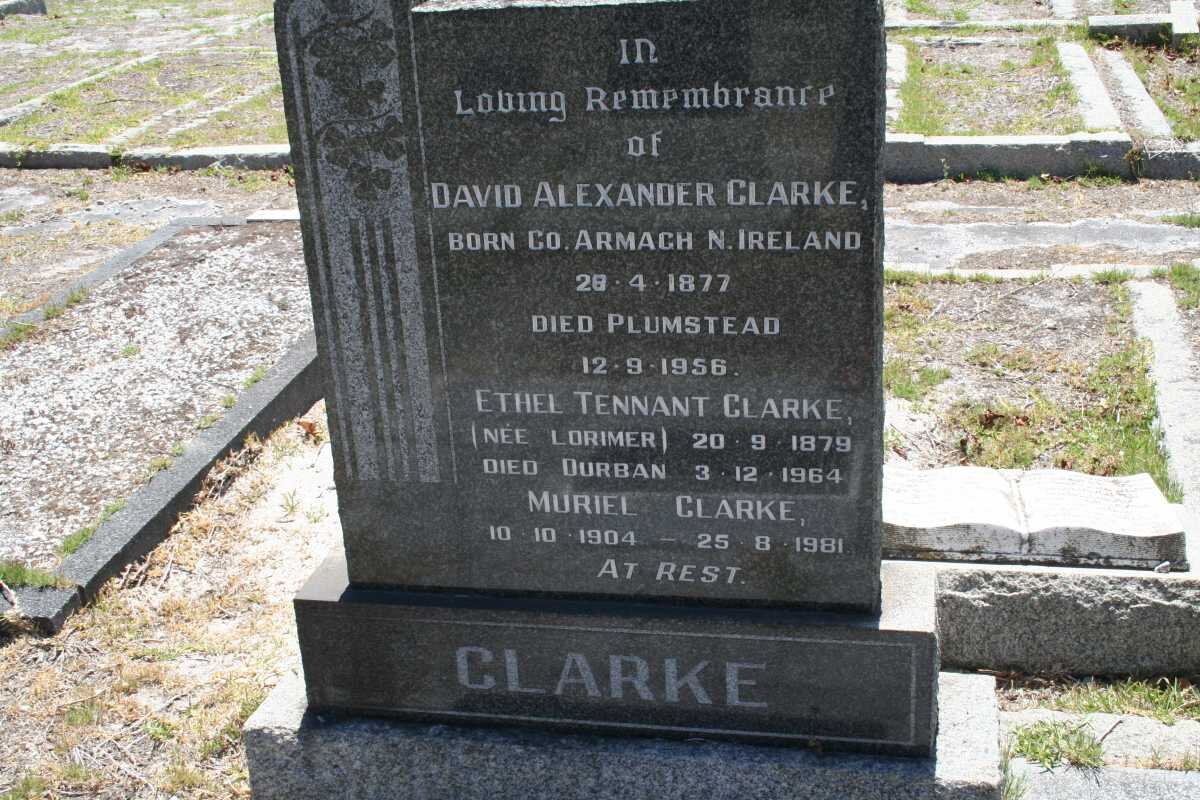 IN
LOVING REMEMBRANCE
OF
DAVID ALEXANDER CLARKE,
BORN CO. ARMAGH N. IRELAND
28·4·1877
DIED PLUMSTEAD
12·9·1956.
ETHEL TENNANT CLARKE,
(NÉE LORIMER) 20·9·1879
DIED DURBAN 3·12·1964
MURIEL CLARKE,
10·10·1904 – 25·8·1981
AT REST.
CLARKE